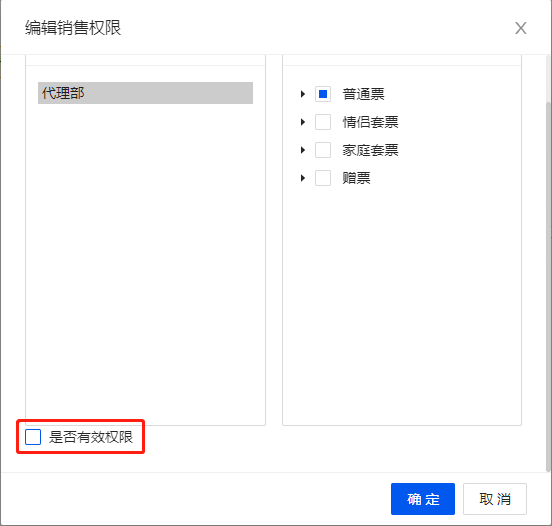 编辑销售权限
代理部
普通票
情侣套票
家庭套票
赠票
是否有效权限
确 定
取 消